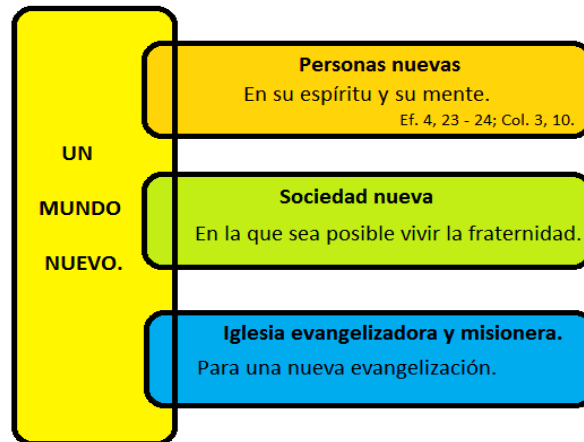 UN
MUNDO
NUEVO.
Personas nuevas
En su espíritu y su mente.
Ef. 4, 23 - 24; Col. 3, 10.
Sociedad nueva
En la que sea posible vivir la fraternidad.
Iglesia evangelizadora y misionera.
Para una nueva evangelización.